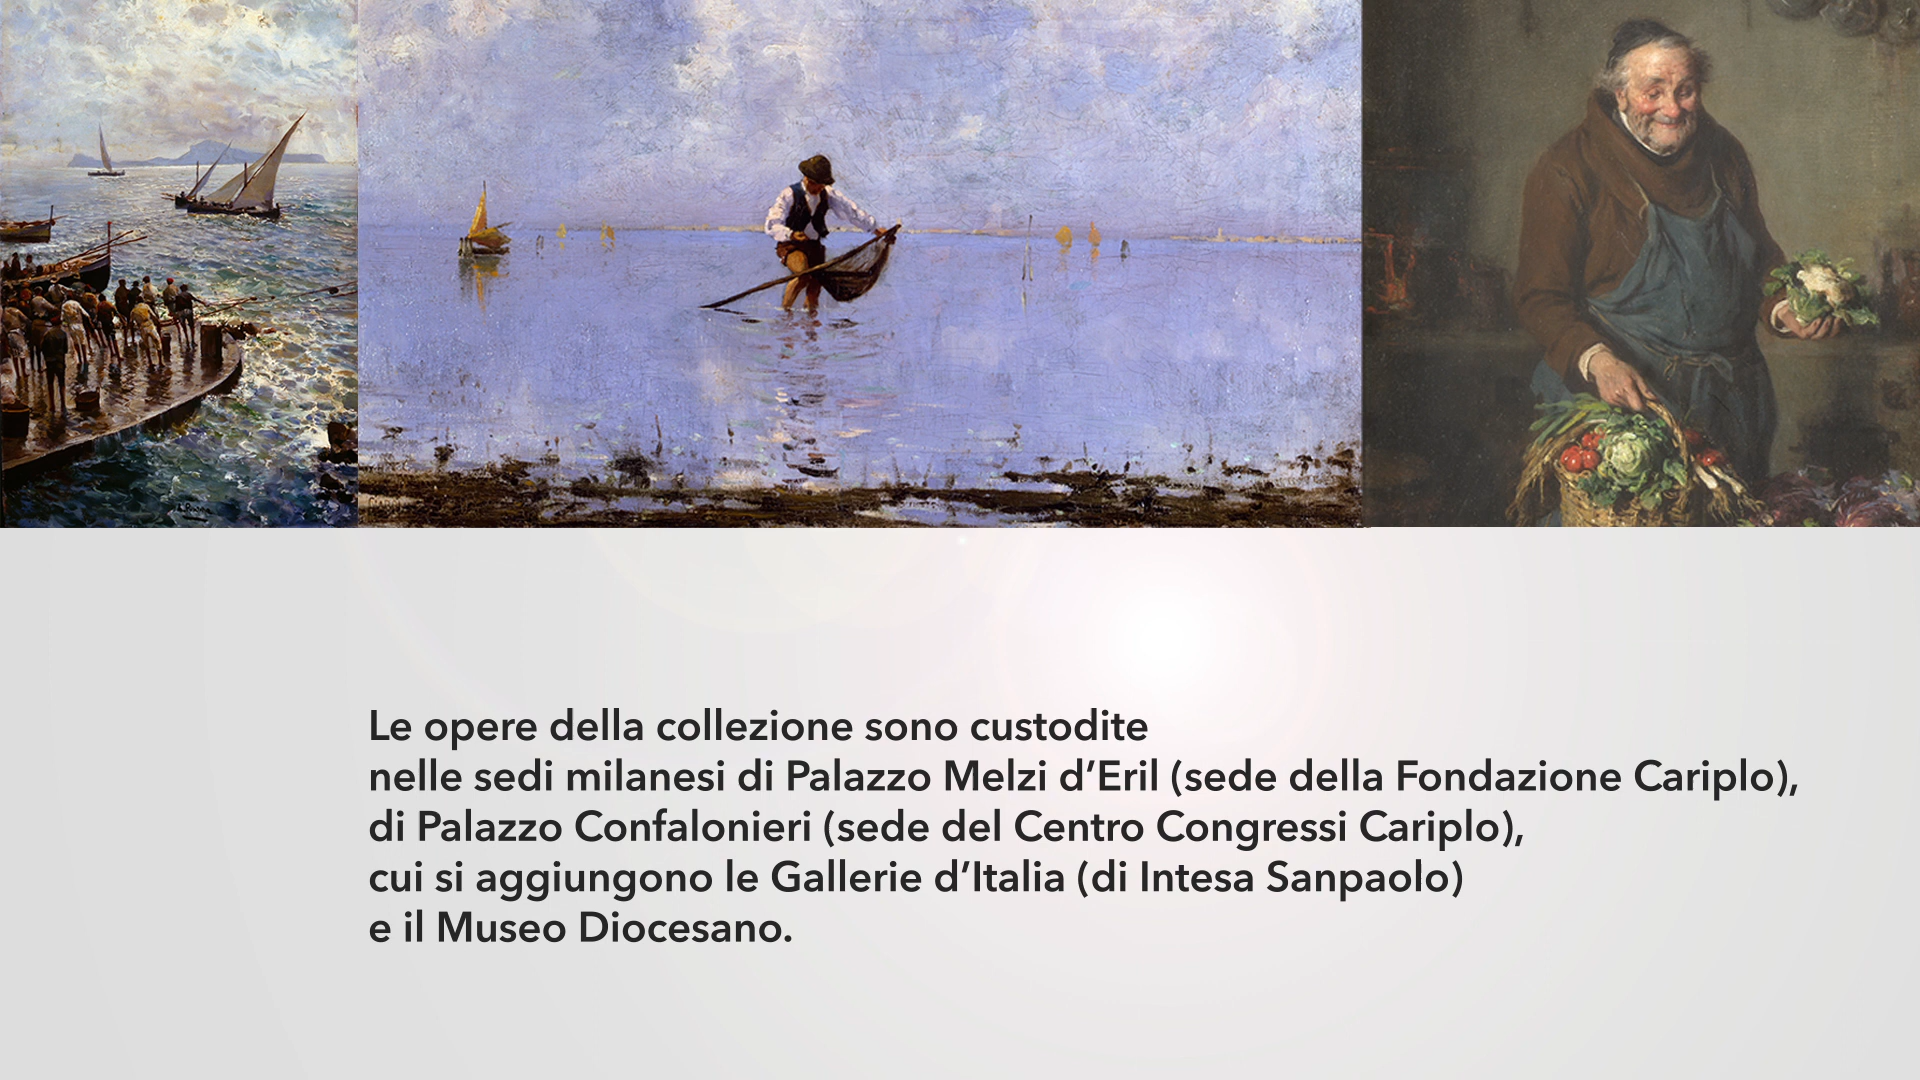 Le opere della collezione sono custodite
nelle sedi milanesi di Palazzo Melzi d’Eril (sede della Fondazione Cariplo),
di Palazzo Confalonieri (sede del Centro Congressi Cariplo),
cui si aggiungono le Gallerie d’Italia (di Intesa Sanpaolo)
e il Museo Diocesano.